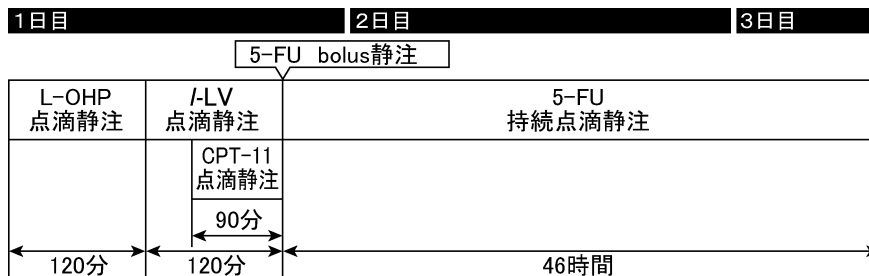 1日目
2日目
3日目
5-FU bolus静注
L-OHP
点滴静注
l-LV
点滴静注
5-FU
持続点滴静注
CPT-11
点滴静注
90分
120分
120分
46時間